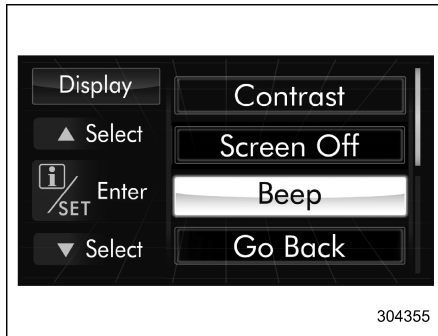 Display
▲ Select
i/SET Enter
▼ Select
Contrast
Screen Off
Beep
Go Back
304355